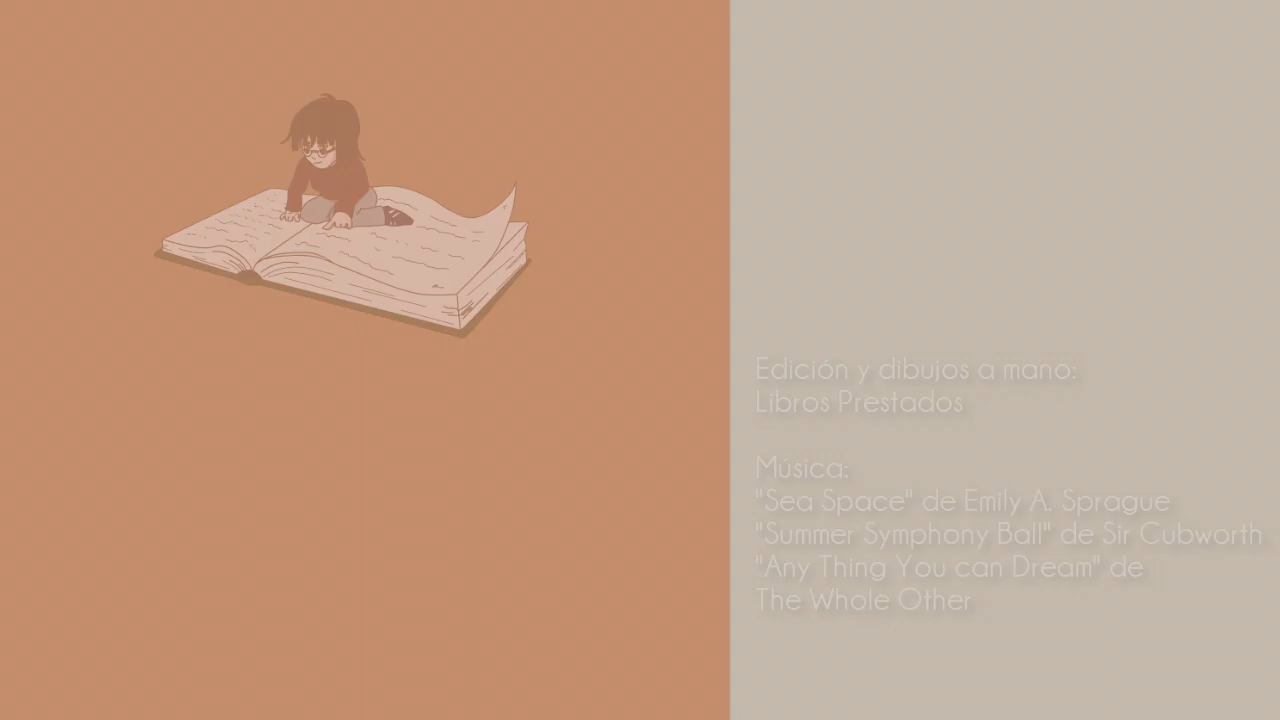 Edición y dibujos a mano:
Libros Prestados
Música:
"Sea Space" de Emily A. Sprague
"Summer Symphony Ball" de Sir Cubworth
"Any Thing You can Dream" de
The Whole Other